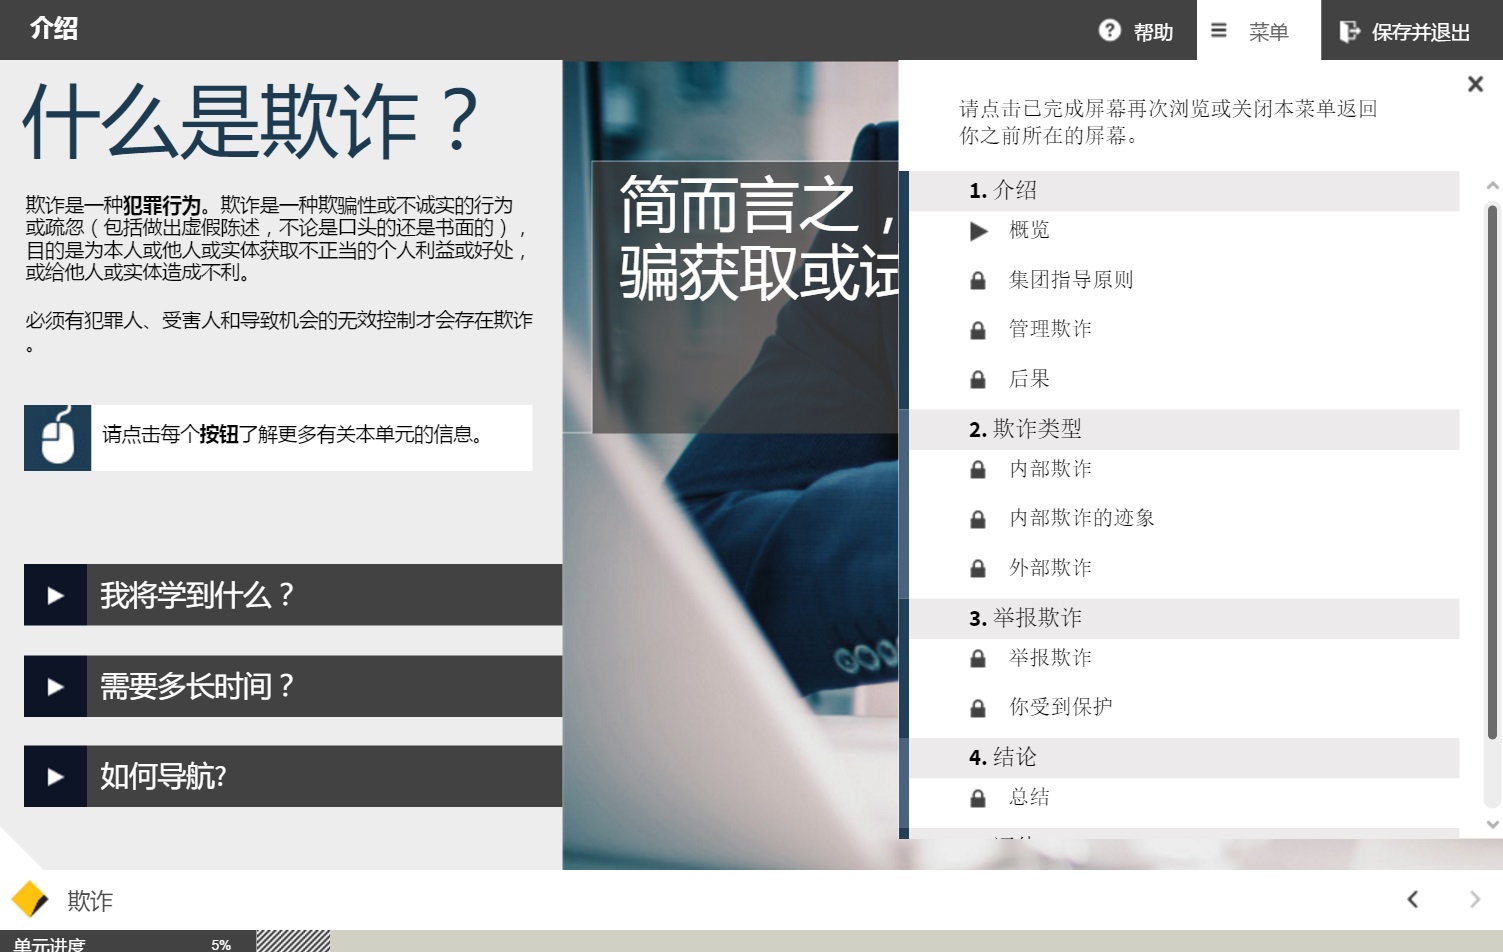 介绍
帮助
菜单
保存并退出
什么是欺诈？
欺诈是一种犯罪行为。欺诈是一种欺骗性或不诚实的行为
或疏忽（包括做出虚假陈述，不论是口头的还是书面的），
目的是为本人或他人或实体获取不正当的个人利益或好处，
或给他人或实体造成不利。
必须有犯罪人、受害人和导致机会的无效控制才会存在欺诈
。
请点击每个按钮了解更多有关本单元的信息。
我将学到什么？
需要多长时间？
如何导航?
简而言之，
骗获取或试
请点击已完成屏幕再次浏览或关闭本菜单返回
你之前所在的屏幕。
1. 介绍
概览
集团指导原则
管理欺诈
后果
2. 欺诈类型
内部欺诈
内部欺诈的迹象
外部欺诈
3. 举报欺诈
举报欺诈
你受到保护
4. 结论
总结
欺诈
单元进度
5%